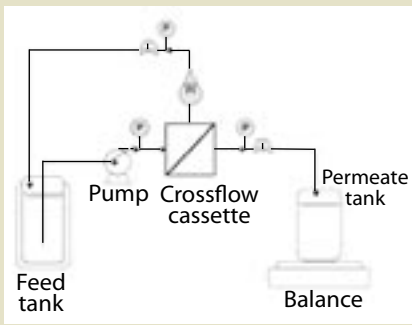 Pump
Crossflow
cassette
Permeate
tank
Feed
tank
Balance